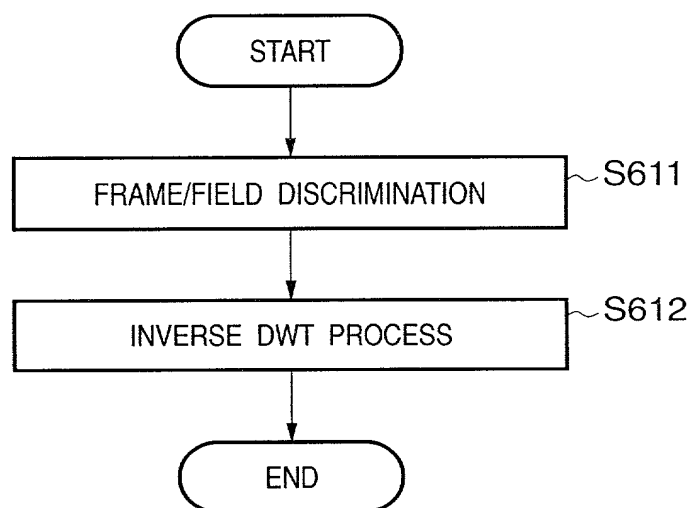 START
FRAME/FIELD DISCRIMINATION
S611
INVERSE DWT PROCESS
S612
END